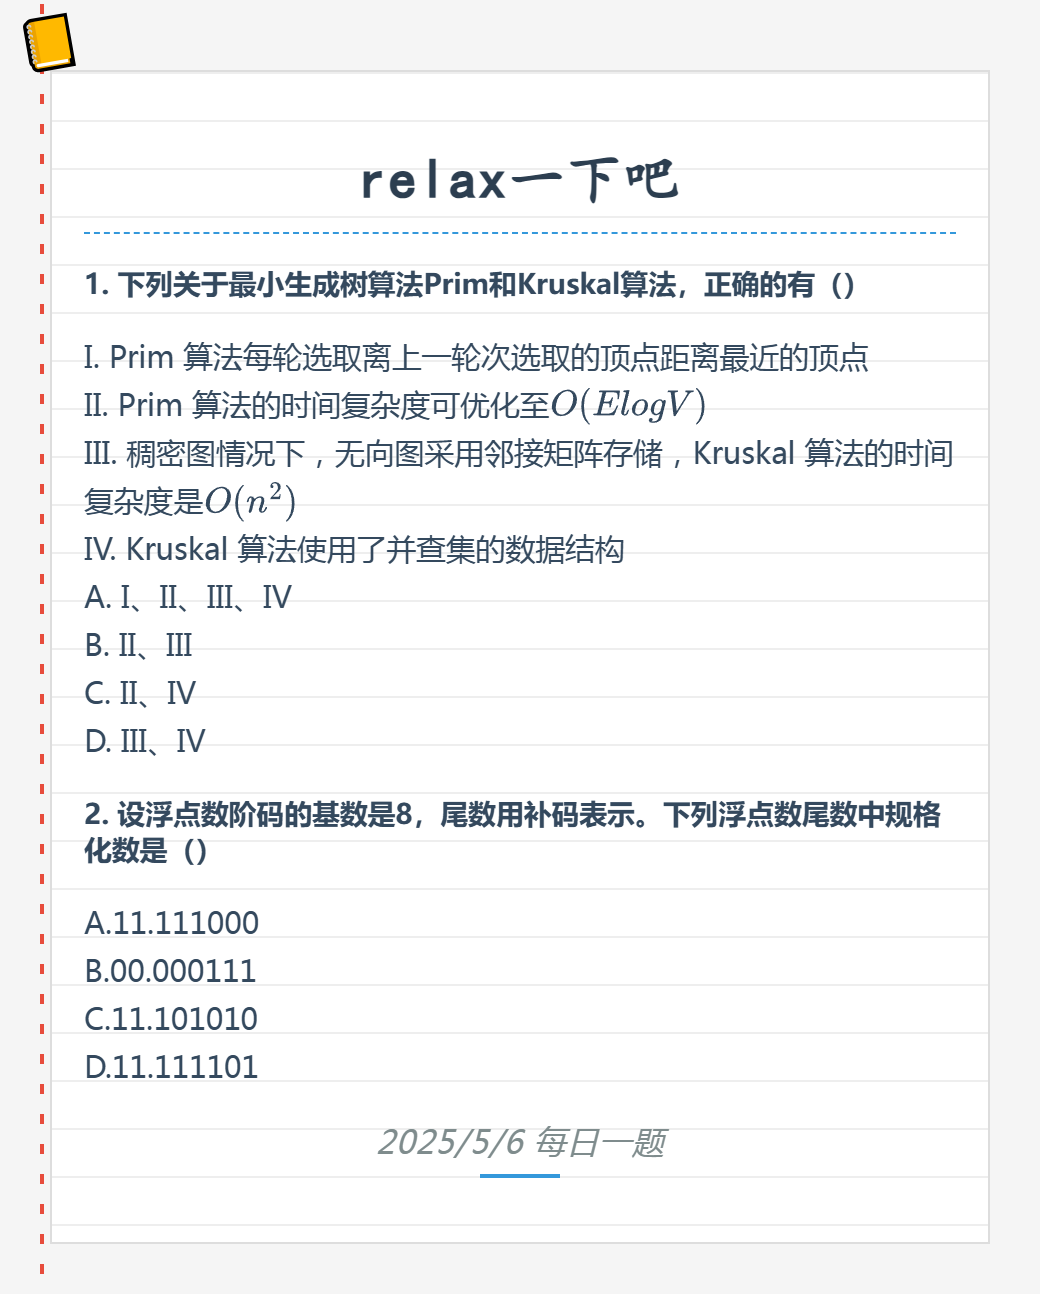 relax一下吧
1. 下列关于最小生成树算法Prim和Kruskal算法，正确的有（）
I. Prim 算法每轮选取离上一轮次选取的顶点距离最近的顶点
II. Prim 算法的时间复杂度可优化至O(ElogV)
III. 稠密图情况下，无向图采用邻接矩阵存储，Kruskal 算法的时间
复杂度是O(n²)
IV. Kruskal 算法使用了并查集的数据结构
A. I、II、III、IV
B. II、III
C. II、IV
D. III、IV
2. 设浮点数阶码的基数是8，尾数用补码表示。下列浮点数尾数中规格
化数是（）
A.11.111000
B.00.000111
C.11.101010
D.11.111101
2025/5/6 每日一题